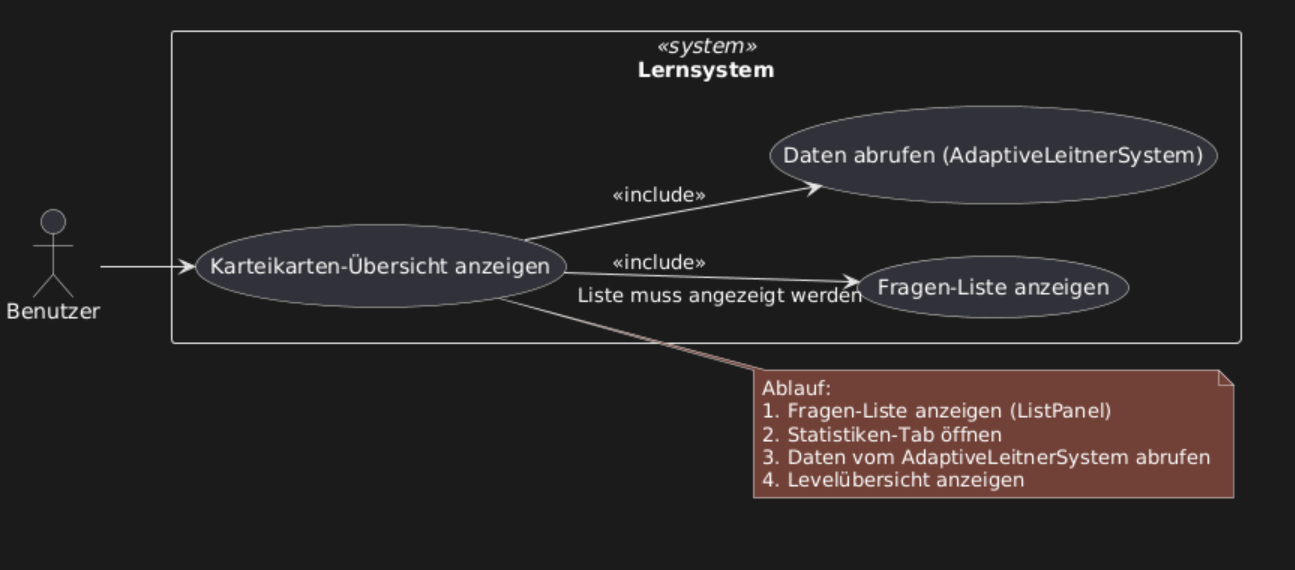 «system»
Lernsystem
Daten abrufen (AdaptiveLeitnerSystem)
«include»
«include»
Karteikarten-Übersicht anzeigen
Fragen-Liste anzeigen
Liste muss angezeigt werden
Benutzer
Ablauf:
1. Fragen-Liste anzeigen (ListPanel)
2. Statistiken-Tab öffnen
3. Daten vom AdaptiveLeitnerSystem abrufen
4. Levelübersicht anzeigen